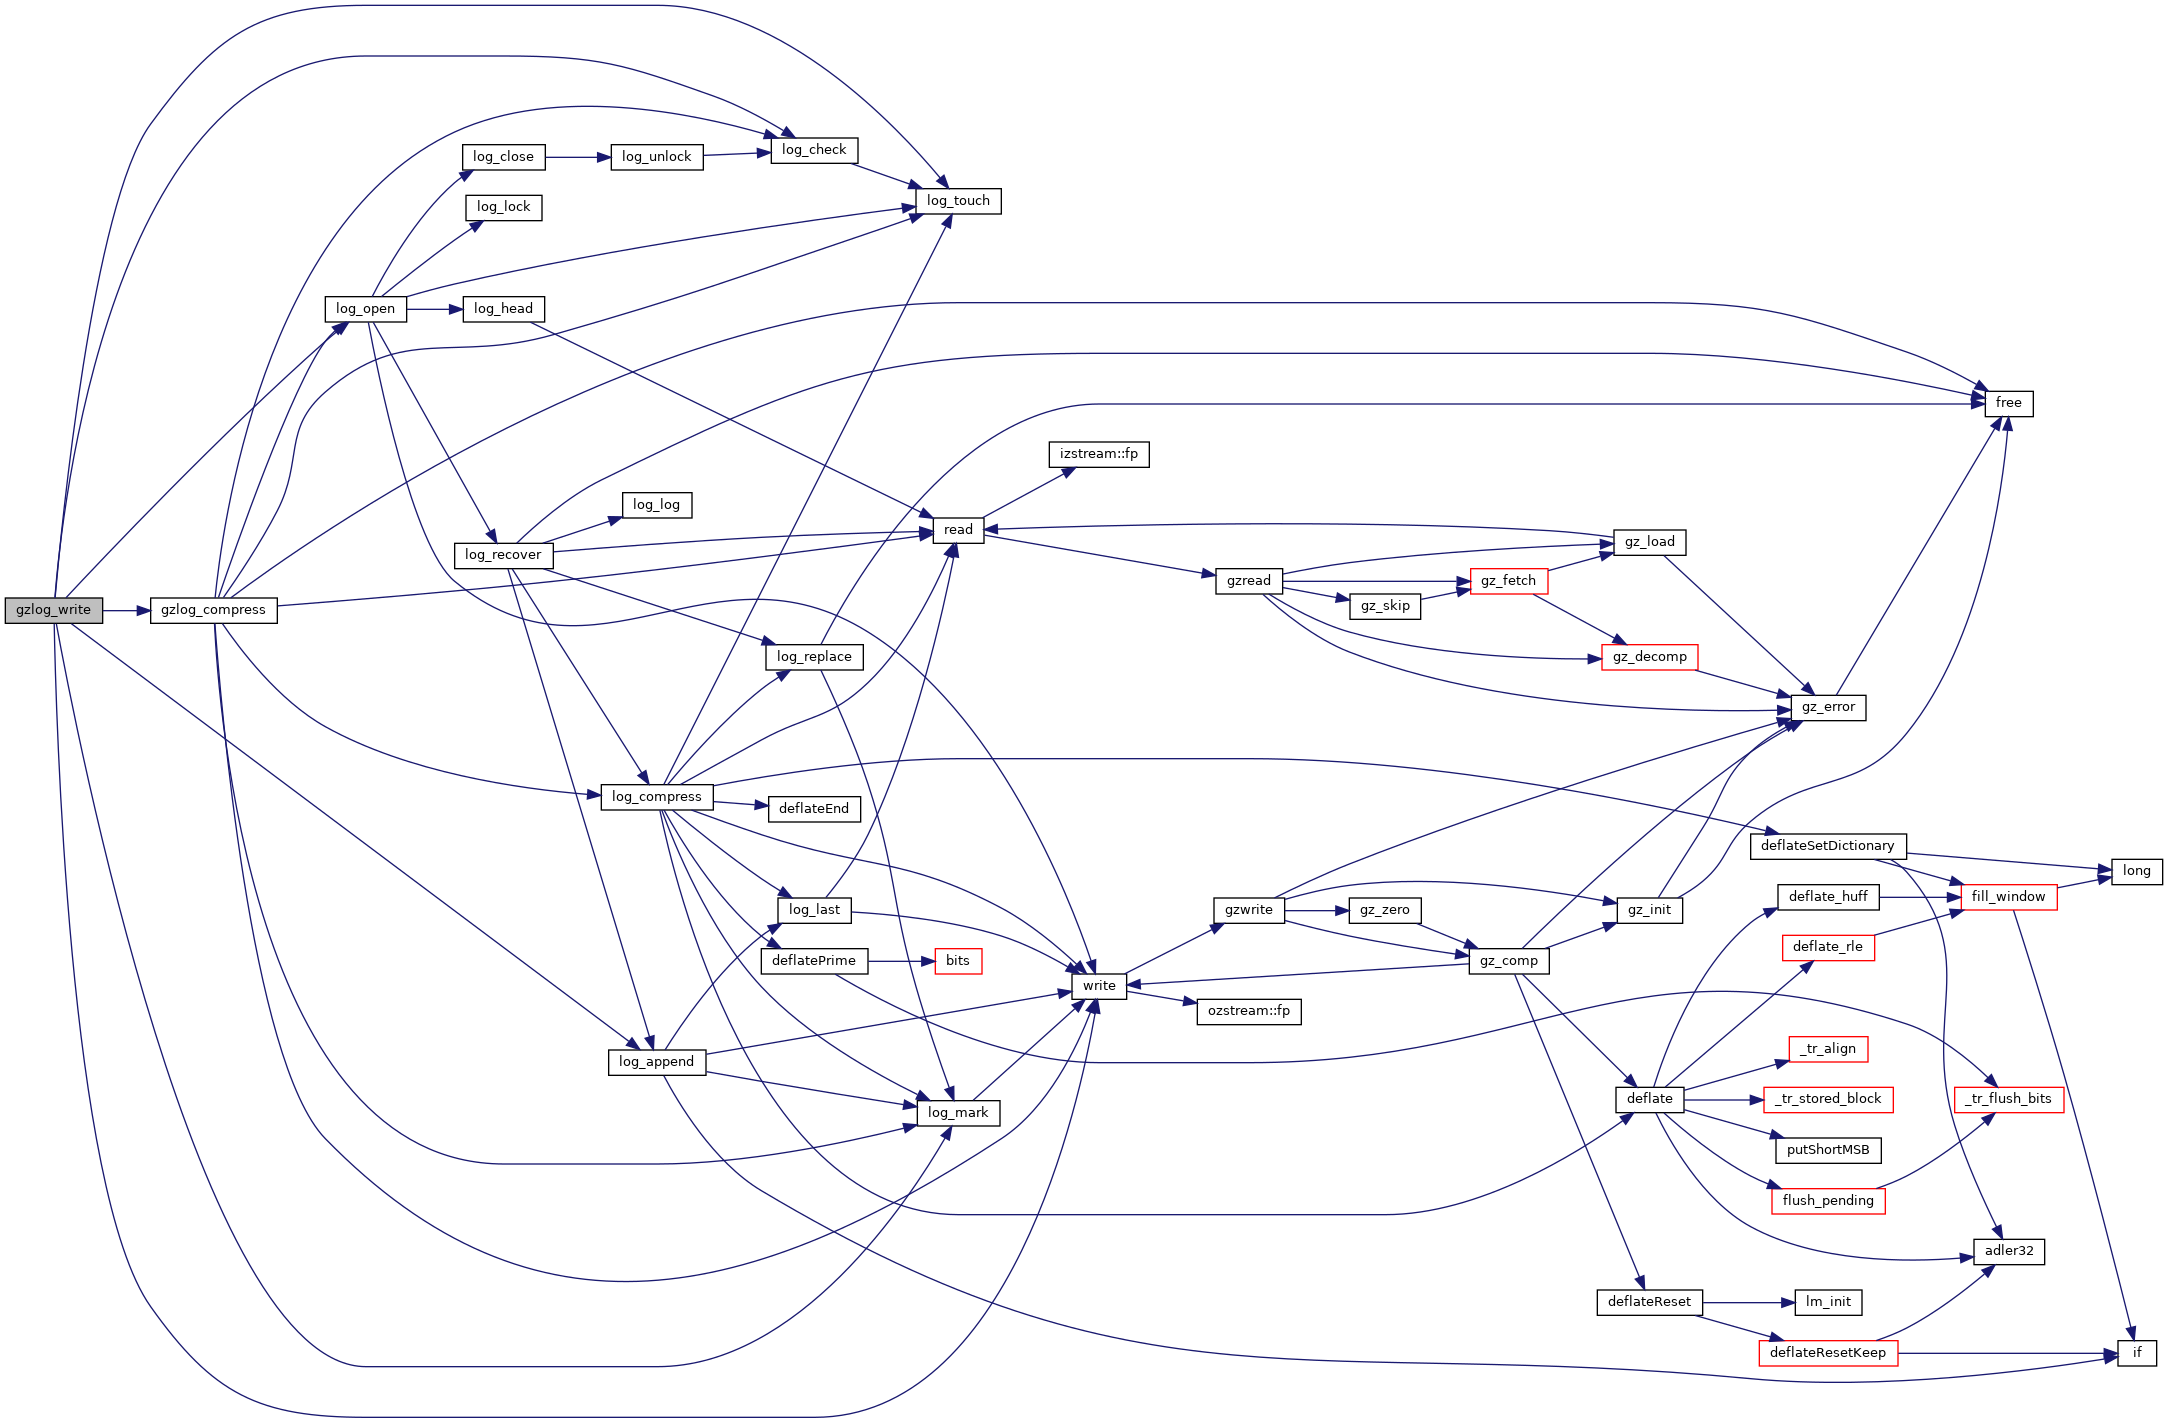 gzlog_write
gzlog_compress
log_open
log_close
log_lock
log_head
log_recover
log_unlock
log_log
log_compress
log_append
log_check
log_replace
deflateEnd
log_last
deflatePrime
log_touch
read
bits
log_mark
izstream::fp
write
gzread
gzwrite
ozstream::fp
gz_skip
gz_zero
gz_fetch
gz_comp
gz_load
gz_decomp
gz_init
deflate
deflateReset
gz_error
deflateSetDictionary
deflate_huff
deflate_rle
_tr_align
_tr_stored_block
putShortMSB
flush_pending
lm_init
deflateResetKeep
free
fill_window
_tr_flush_bits
adler32
long
if